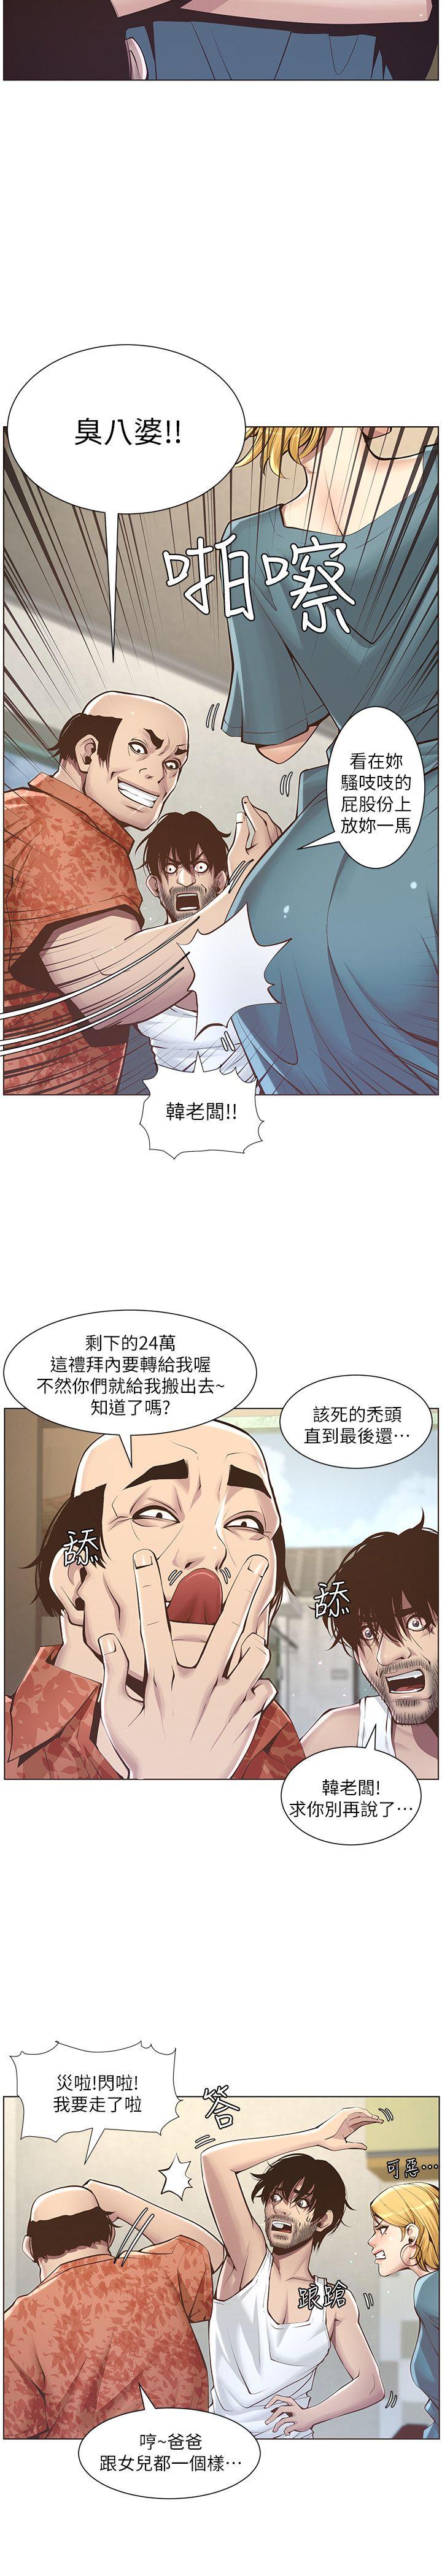 臭八婆!!
啪嚓
看在妳
騷吱吱的
屁股份上
放妳一馬
韓老闆!!
剩下的24萬
這禮拜內要轉給我喔
不然你們就給我搬出去~
知道了嗎?
該死的禿頭
直到最後還…
舔
舔
韓老闆!
求你別再說了…
災啦!閃啦!
我要走了啦
答
可惡…
踉蹌
哼~爸爸
跟女兒都一個樣…